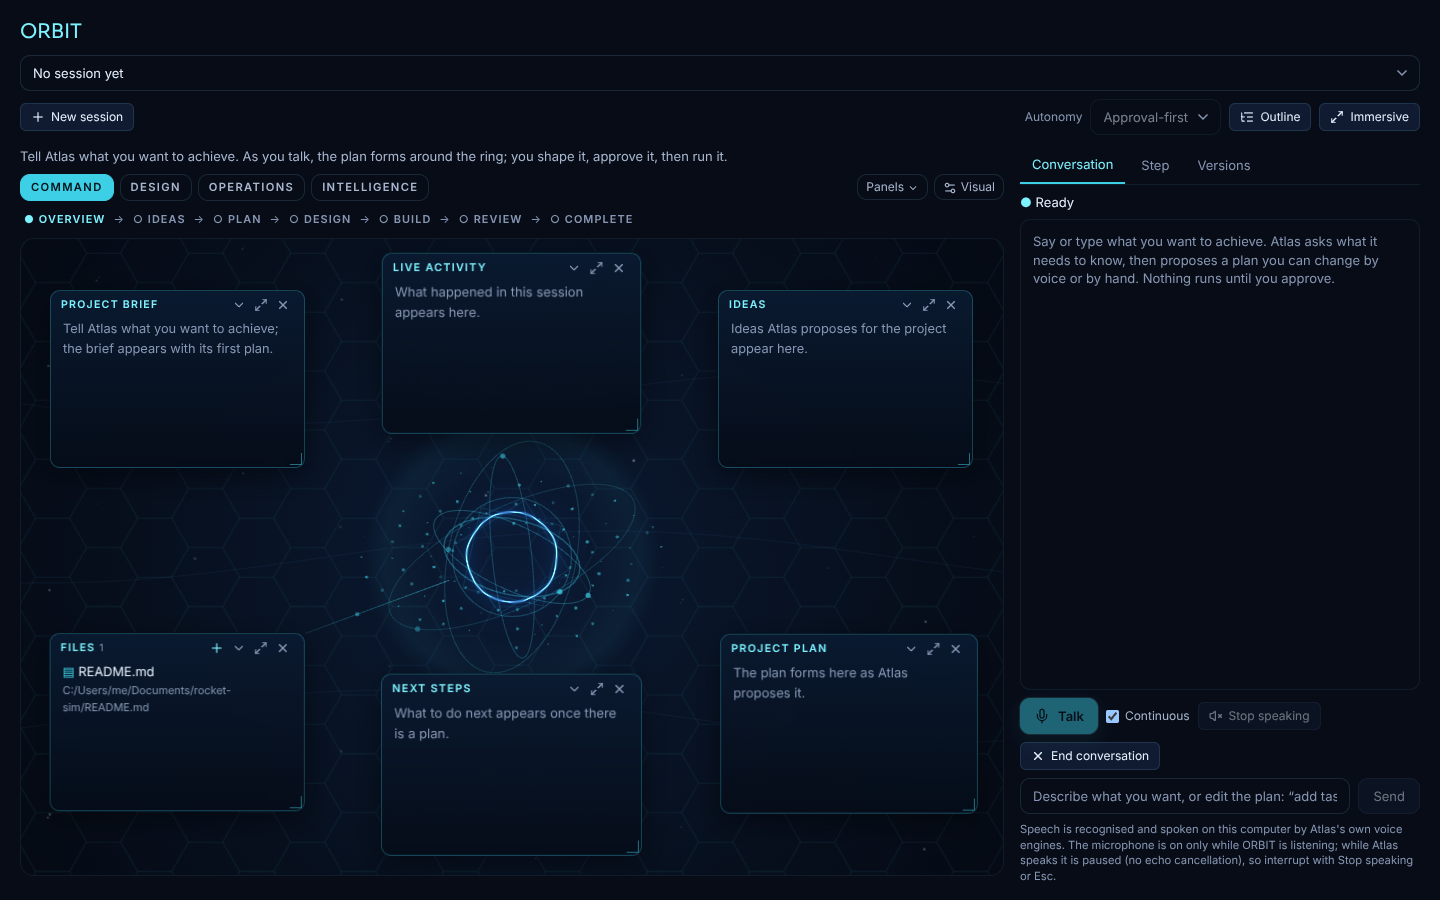 ORBIT
No session yet
New session
Autonomy
Approval-first
Outline
Immersive
Tell Atlas what you want to achieve. As you talk, the plan forms around the ring; you shape it, approve it, then run it.
COMMAND
DESIGN
OPERATIONS
INTELLIGENCE
Panels
Visual
OVERVIEW → IDEAS → PLAN → DESIGN → BUILD → REVIEW → COMPLETE
LIVE ACTIVITY
What happened in this session
appears here.
PROJECT BRIEF
Tell Atlas what you want to achieve;
the brief appears with its first plan.
IDEAS
Ideas Atlas proposes for the project
appear here.
FILES 1
README.md
C:/Users/me/Documents/rocket-
sim/README.md
NEXT STEPS
What to do next appears once there
is a plan.
PROJECT PLAN
The plan forms here as Atlas
proposes it.
Conversation
Step
Versions
Ready
Say or type what you want to achieve. Atlas asks what it
needs to know, then proposes a plan you can change by
voice or by hand. Nothing runs until you approve.
Talk
Continuous
Stop speaking
End conversation
Describe what you want, or edit the plan: “add tas
Send
Speech is recognised and spoken on this computer by Atlas's own voice
engines. The microphone is on only while ORBIT is listening; while Atlas
speaks it is paused (no echo cancellation), so interrupt with Stop speaking
or Esc.